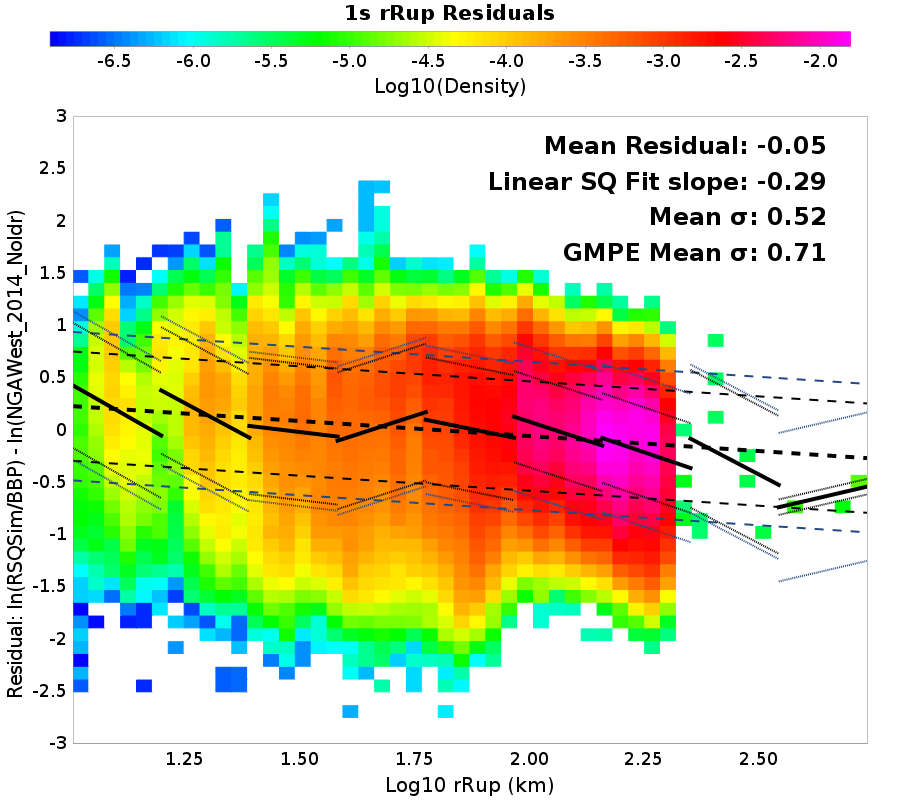 1s rRup Residuals
-6.5 -6.0 -5.5 -5.0 -4.5 -4.0 -3.5 -3.0 -2.5 -2.0
Log10(Density)
Mean Residual: -0.05
Linear SQ Fit slope: -0.29
Mean σ: 0.52
GMPE Mean σ: 0.71
Residual: ln(RSQSim/BBP) - ln(NGAWest_2014_NoIdr)
3
2.5
2
1.5
1
0.5
0
-0.5
-1
-1.5
-2
-2.5
-3
1.25 1.50 1.75 2.00 2.25 2.50
Log10 rRup (km)